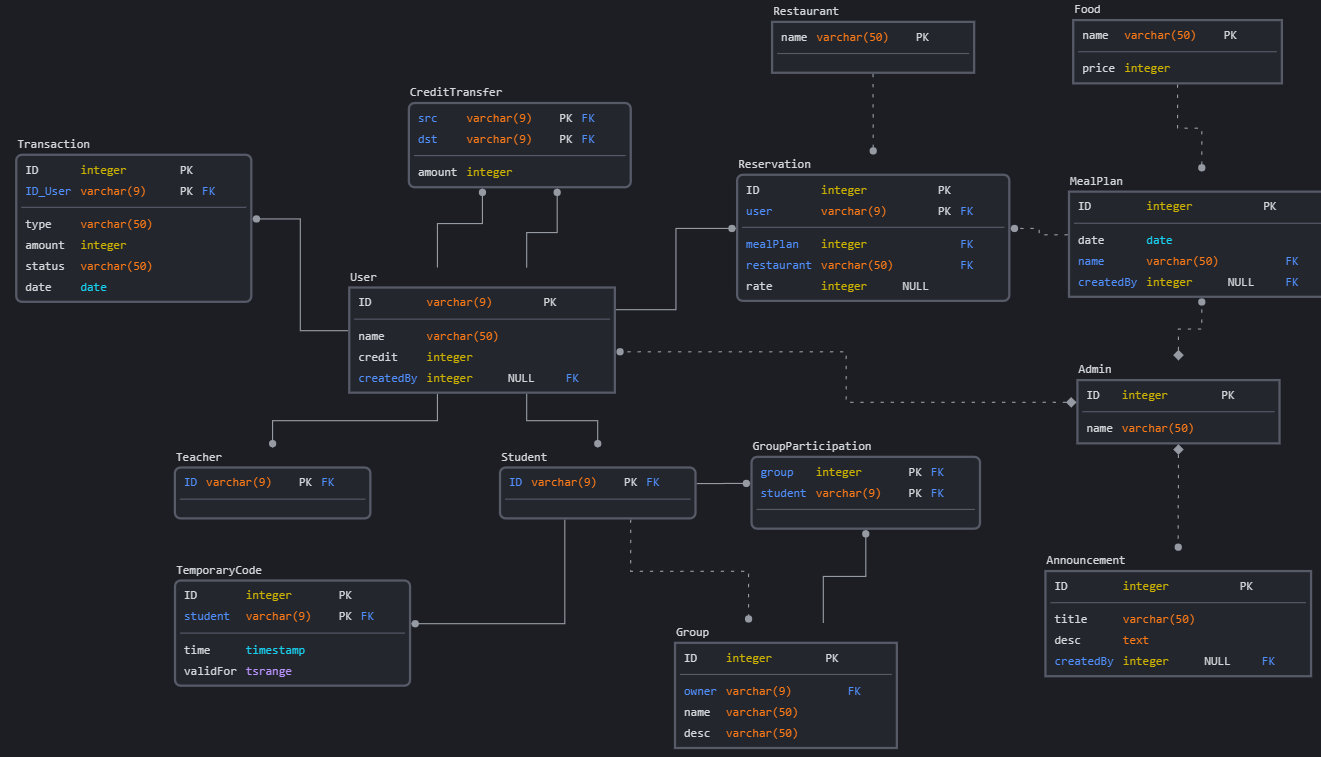 Restaurant
name varchar(50) PK
Food
name varchar(50) PK
price integer
CreditTransfer
src varchar(9) PK FK
dst varchar(9) PK FK
amount integer
Transaction
ID integer PK
ID_User varchar(9) PK FK
type varchar(50)
amount integer
status varchar(50)
date date
Reservation
ID integer PK
user varchar(9) PK FK
mealPlan integer FK
restaurant varchar(50) FK
rate integer NULL
MealPlan
ID integer PK
date date
name varchar(50) FK
createdBy integer NULL FK
User
ID varchar(9) PK
name varchar(50)
credit integer
createdBy integer NULL FK
Admin
ID integer PK
name varchar(50)
Teacher
ID varchar(9) PK FK
Student
ID varchar(9) PK FK
GroupParticipation
group integer PK FK
student varchar(9) PK FK
TemporaryCode
ID integer PK
student varchar(9) PK FK
time timestamp
validFor tsrange
Group
ID integer PK
owner varchar(9) FK
name varchar(50)
desc varchar(50)
Announcement
ID integer PK
title varchar(50)
desc text
createdBy integer NULL FK